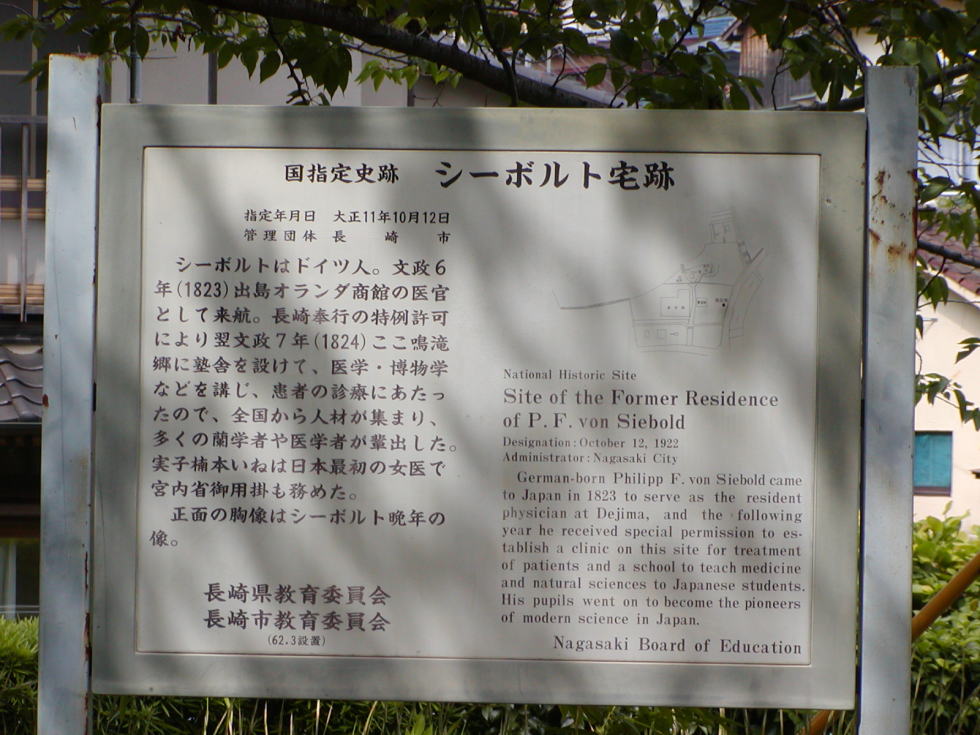 国指定史跡 シーボルト宅跡
指定年月日 大正11年10月12日
管理団体 長崎市
シーボルトはドイツ人。文政6
年(1823)出島オランダ商館の医官
として来航。長崎奉行の特例許可
により翌文政7年(1824)ここ鳴滝
郷に塾舎を設けて、医学・博物学
などを講じ、患者の診療にあたっ
たので、全国から人材が集まり、
多くの蘭学者や医学者が輩出した。
実子楠本いねは日本最初の女医で
宮内省御用掛も務めた。
正面の胸像はシーボルト晩年の
像。
長崎県教育委員会
長崎市教育委員会
(62.3設置)
National Historic Site
Site of the Former Residence
of P. F. von Siebold
Designation: October 12, 1922
Administrator: Nagasaki City
German-born Philipp F. von Siebold came
to Japan in 1823 to serve as the resident
physician at Dejima, and the following
year he received special permission to es-
tablish a clinic on this site for treatment
of patients and a school to teach medicine
and natural sciences to Japanese students.
His pupils went on to become the pioneers
of modern science in Japan.
Nagasaki Board of Education